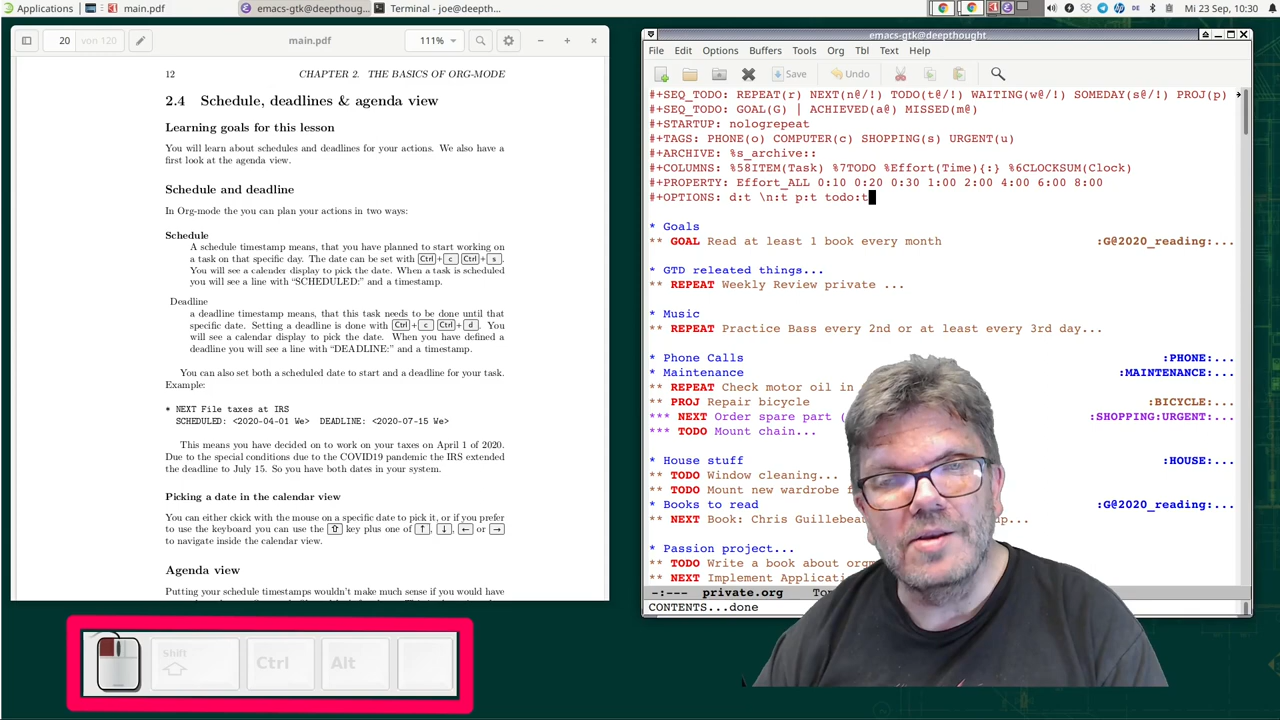 Applications
main.pdf
emacs-gtk@deepthoug...
Terminal - joe@deepth...
DE
Mi 23 Sep, 10:30
20 von 120
main.pdf
111%
12 CHAPTER 2. THE BASICS OF ORG-MODE
2.4 Schedule, deadlines & agenda view
Learning goals for this lesson
You will learn about schedules and deadlines for your actions. We also have a
first look at the agenda view.
Schedule and deadline
In Org-mode the you can plan your actions in two ways:
Schedule
A schedule timestamp means, that you have planned to start working on
a task on that specific day. The date can be set with Ctrl+c Ctrl+s.
You will see a calender display to pick the date. When a task is scheduled
you will see a line with “SCHEDULED:” and a timestamp.
Deadline
a deadline timestamp means, that this task needs to be done until that
specific date. Setting a deadline is done with Ctrl+c Ctrl+d. You
will see a calendar display to pick the date. When you have defined a
deadline you will see a line with “DEADLINE:” and a timestamp.
You can also set both a scheduled date to start and a deadline for your task.
Example:
* NEXT File taxes at IRS
SCHEDULED: <2020-04-01 We> DEADLINE: <2020-07-15 We>
This means you have decided on to work on your taxes on April 1 of 2020.
Due to the special conditions due to the COVID19 pandemic the IRS extended
the deadline to July 15. So you have both dates in your system.
Picking a date in the calendar view
You can either ckick with the mouse on a specific date to pick it, or if you prefer
to use the keyboard you can use the ⇧ key plus one of ↑, ↓, ← or →
to navigate inside the calendar view.
Agenda view
Putting your schedule timestamps wouldn't make much sense if you would have
emacs-gtk@deepthought
File Edit Options Buffers Tools Org Tbl Text Help
Save Undo
#+SEQ_TODO: REPEAT(r) NEXT(n@/!) TODO(t@/!) WAITING(w@/!) SOMEDAY(s@/!) PROJ(p)
#+SEQ_TODO: GOAL(G) | ACHIEVED(a@) MISSED(m@)
#+STARTUP: nologrepeat
#+TAGS: PHONE(o) COMPUTER(c) SHOPPING(s) URGENT(u)
#+ARCHIVE: %s_archive::
#+COLUMNS: %58ITEM(Task) %7TODO %Effort(Time){:} %6CLOCKSUM(Clock)
#+PROPERTY: Effort_ALL 0:10 0:20 0:30 1:00 2:00 4:00 6:00 8:00
#+OPTIONS: d:t \n:t p:t todo:t
* Goals
** GOAL Read at least 1 book every month :G@2020_reading:...
* GTD releated things...
** REPEAT Weekly Review private ...
* Music
** REPEAT Practice Bass every 2nd or at least every 3rd day...
* Phone Calls :PHONE:...
* Maintenance :MAINTENANCE:...
** REPEAT Check motor oil in
** PROJ Repair bicycle :BICYCLE:...
*** NEXT Order spare part ( :SHOPPING:URGENT:...
*** TODO Mount chain...
* House stuff :HOUSE:...
** TODO Window cleaning...
** TODO Mount new wardrobe
* Books to read :G@2020_reading:...
** NEXT Book: Chris Guillebeau
* Passion project...
** TODO Write a book about
** NEXT Implement
-:--- private.org
CONTENTS...done
Shift Ctrl Alt